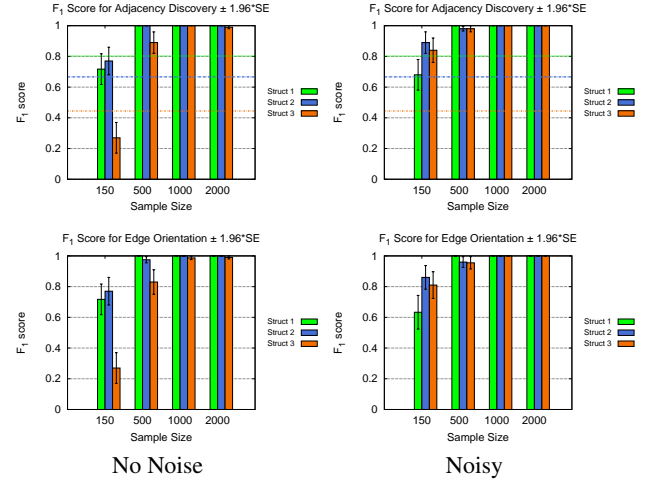 F1 Score for Adjacency Discovery ± 1.96*SE
F1 score
1
0.8
0.6
0.4
0.2
0
150 500 1000 2000
Sample Size
Struct 1
Struct 2
Struct 3
F1 Score for Adjacency Discovery ± 1.96*SE
F1 score
1
0.8
0.6
0.4
0.2
0
150 500 1000 2000
Sample Size
Struct 1
Struct 2
Struct 3
F1 Score for Edge Orientation ± 1.96*SE
F1 score
1
0.8
0.6
0.4
0.2
0
150 500 1000 2000
Sample Size
Struct 1
Struct 2
Struct 3
No Noise
F1 Score for Edge Orientation ± 1.96*SE
F1 score
1
0.8
0.6
0.4
0.2
0
150 500 1000 2000
Sample Size
Struct 1
Struct 2
Struct 3
Noisy